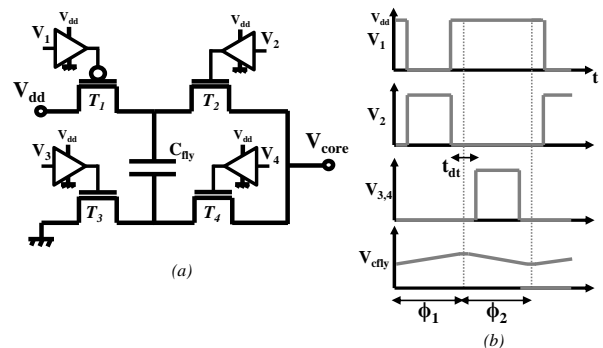 V1
Vdd
Vdd
V2
Vdd
T1
T2
Cfly
Vcore
V3
Vdd
Vdd
V4
T3
T4
(a)
Vdd
V1
t
V2
tdt
V3,4
Vcfly
ϕ1
ϕ2
(b)